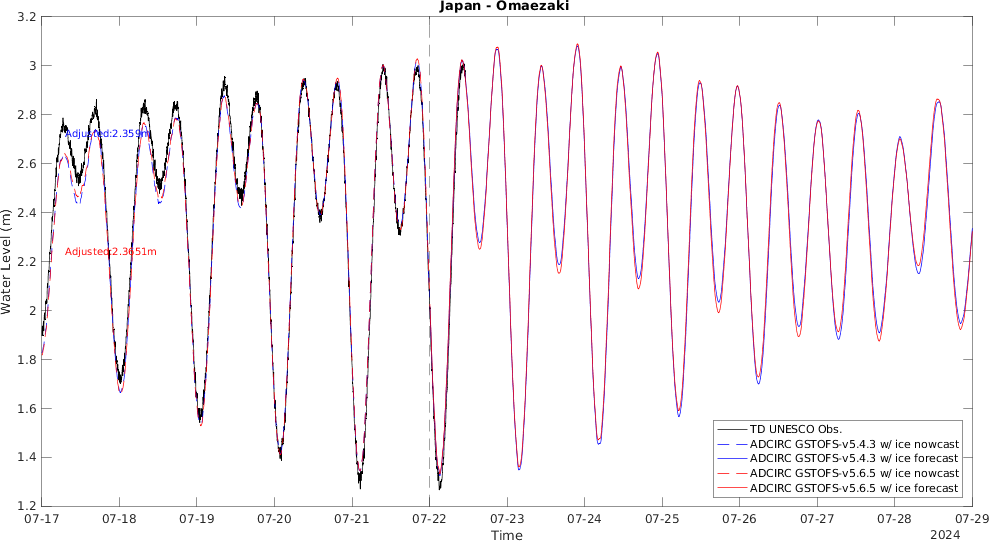 Japan - Omaezaki
3.2
3
2.8
2.6
2.4
2.2
2
1.8
1.6
1.4
1.2
Water Level (m)
Adjusted:2.359m
Adjusted:2.3651m
TD UNESCO Obs.
ADCIRC GSTOFS-v5.4.3 w/ ice nowcast
ADCIRC GSTOFS-v5.4.3 w/ ice forecast
ADCIRC GSTOFS-v5.6.5 w/ ice nowcast
ADCIRC GSTOFS-v5.6.5 w/ ice forecast
07-17 07-18 07-19 07-20 07-21 07-22 07-23 07-24 07-25 07-26 07-27 07-28 07-29
Time
2024